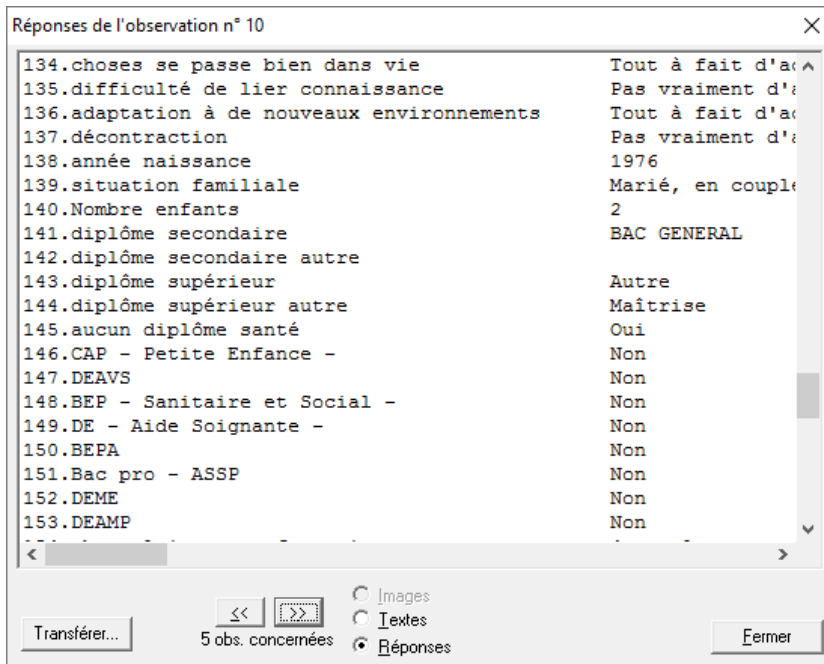 Réponses de l'observation n° 10
134.choses se passe bien dans vie Tout à fait d'ac
135.difficulté de lier connaissance Pas vraiment d'a
136.adaptation à de nouveaux environnements Tout à fait d'ac
137.décontraction Pas vraiment d'a
138.année naissance 1976
139.situation familiale Marié, en couple
140.Nombre enfants 2
141.diplôme secondaire BAC GENERAL
142.diplôme secondaire autre
143.diplôme supérieur Autre
144.diplôme supérieur autre Maîtrise
145.aucun diplôme santé Oui
146.CAP - Petite Enfance - Non
147.DEAVS Non
148.BEP - Sanitaire et Social - Non
149.DE - Aide Soignante - Non
150.BEPA Non
151.Bac pro - ASSP Non
152.DEME Non
153.DEAMP Non
Transférer...
<< >>
5 obs. concernées
Images
Textes
Réponses
Fermer